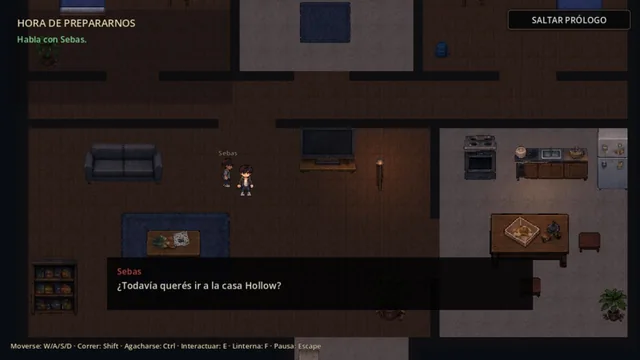 HORA DE PREPARARNOS
SALTAR PRÓLOGO
Habla con Sebas.
Sebas
Sebas
¿Todavía querés ir a la casa Hollow?
Moverse: W/A/S/D · Correr: Shift · Agacharse: Ctrl · Interactuar: E · Linterna: F · Pausa: Escape